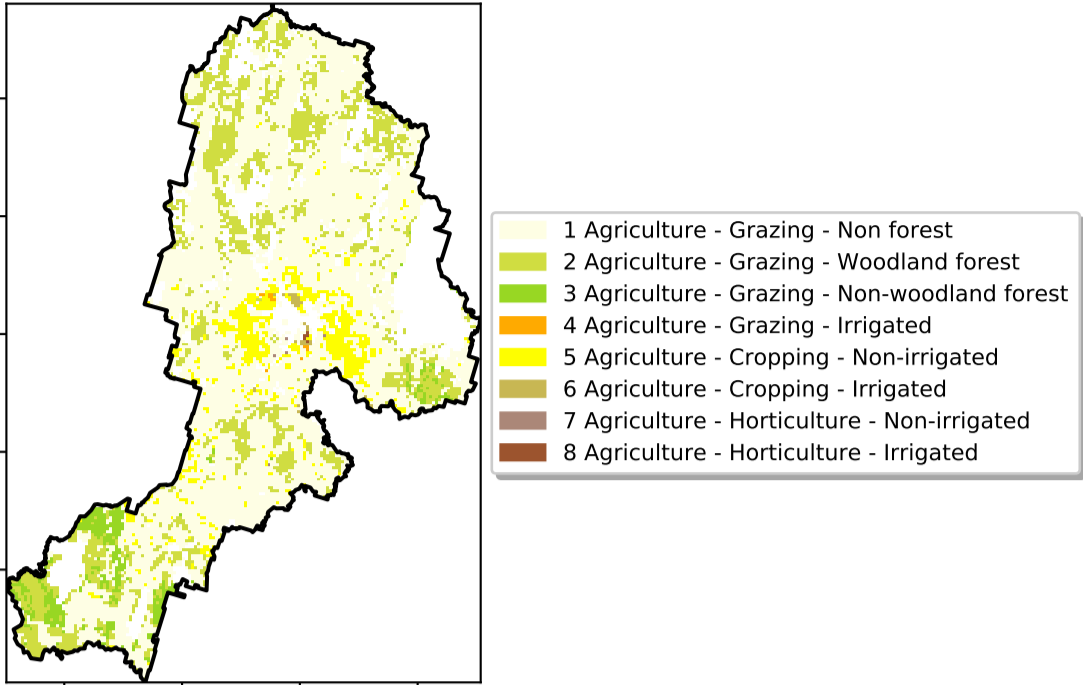 1 Agriculture - Grazing - Non forest
2 Agriculture - Grazing - Woodland forest
3 Agriculture - Grazing - Non-woodland forest
4 Agriculture - Grazing - Irrigated
5 Agriculture - Cropping - Non-irrigated
6 Agriculture - Cropping - Irrigated
7 Agriculture - Horticulture - Non-irrigated
8 Agriculture - Horticulture - Irrigated